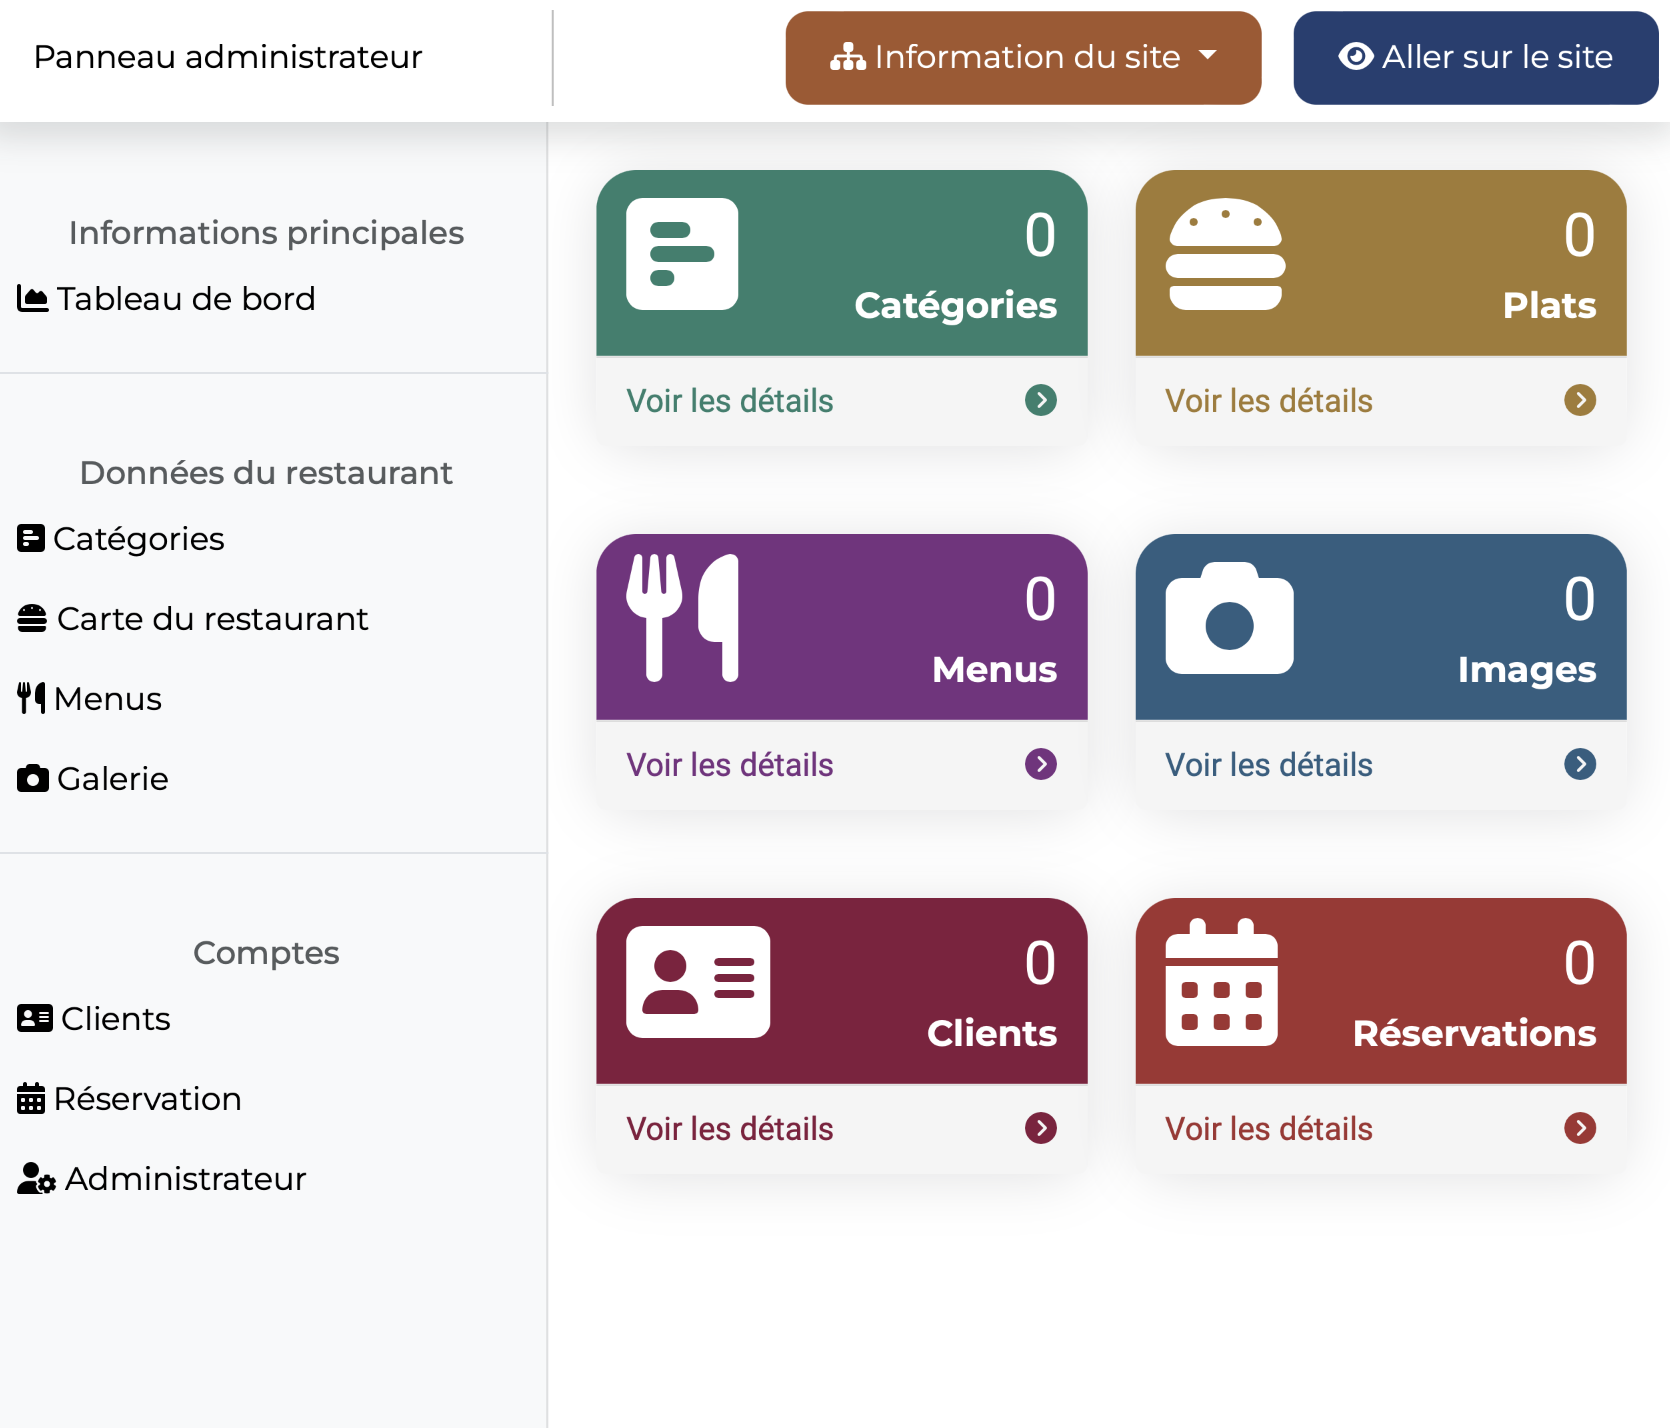 Panneau administrateur
Information du site
Aller sur le site
Informations principales
Tableau de bord
Données du restaurant
Catégories
Carte du restaurant
Menus
Galerie
Comptes
Clients
Réservation
Administrateur
0
Catégories
Voir les détails
0
Plats
Voir les détails
0
Menus
Voir les détails
0
Images
Voir les détails
0
Clients
Voir les détails
0
Réservations
Voir les détails